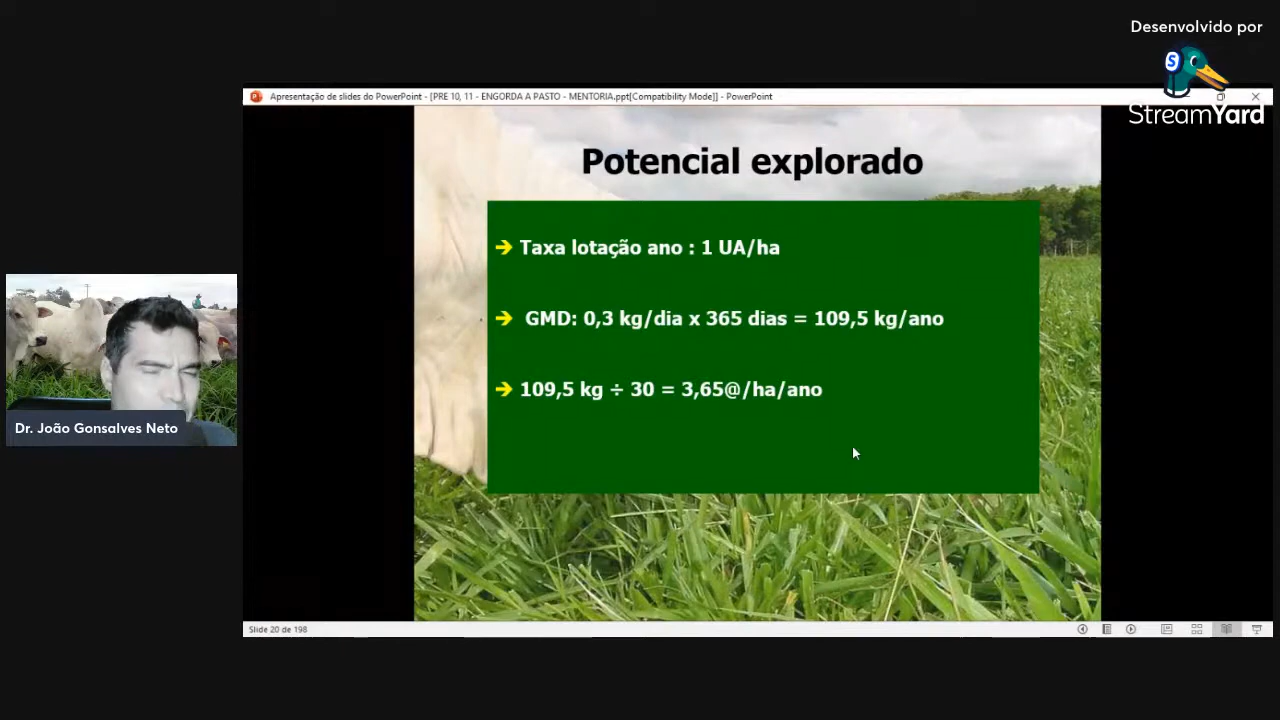 Desenvolvido por
StreamYard
Apresentação de slides do PowerPoint - [PRE 10, 11 - ENGORDA A PASTO - MENTORIA.ppt[Compatibility Mode]] - PowerPoint
Potencial explorado
➔ Taxa lotação ano : 1 UA/ha
➔ GMD: 0,3 kg/dia x 365 dias = 109,5 kg/ano
➔ 109,5 kg ÷ 30 = 3,65@/ha/ano
Dr. João Gonsalves Neto
Slide 20 de 198